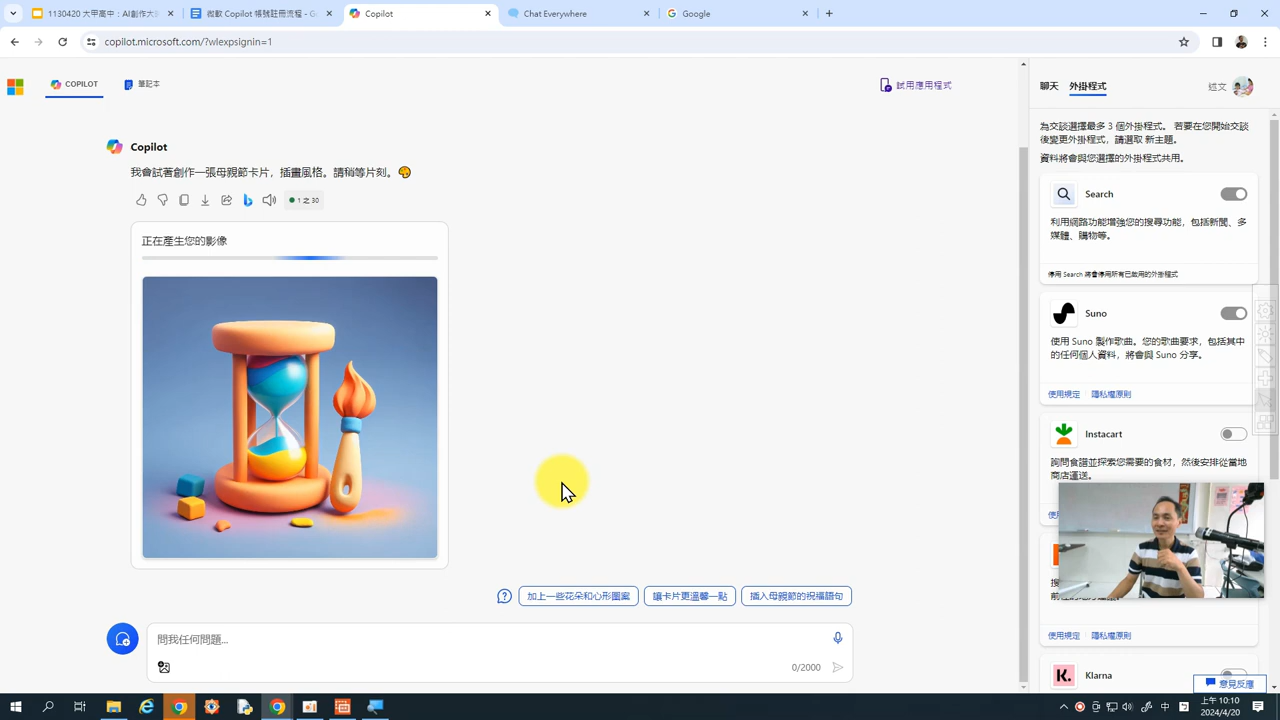 1130420 大甲高中：AI創作大
微軟 Copilot 帳號註冊流程 - G
Copilot
Chat Everywhere
Google
copilot.microsoft.com/?wlexpsignin=1
COPILOT
筆記本
試用應用程式
聊天
外掛程式
述文
Copilot
我會試著創作一張母親節卡片，插畫風格。請稍等片刻。
1 之 30
正在產生您的影像
加上一些花朵和心形圖案
讓卡片更溫馨一點
插入母親節的祝福語句
問我任何問題...
0/2000
為交談選擇最多 3 個外掛程式。 若要在您開始交談
後變更外掛程式，請選取 新主題。
資料將會與您選擇的外掛程式共用。
Search
利用網路功能增強您的搜尋功能，包括新聞、多
媒體、購物等。
停用 Search 將會停用所有已啟用的外掛程式
Suno
使用 Suno 製作歌曲。您的歌曲要求，包括其中
的任何個人資料，將會與 Suno 分享。
使用規定
隱私權原則
Instacart
詢問食譜並探索您需要的食材，然後安排從當地
商店運送。
使用規定
隱私權原則
Klarna
意見反應
中
上午 10:10
2024/4/20